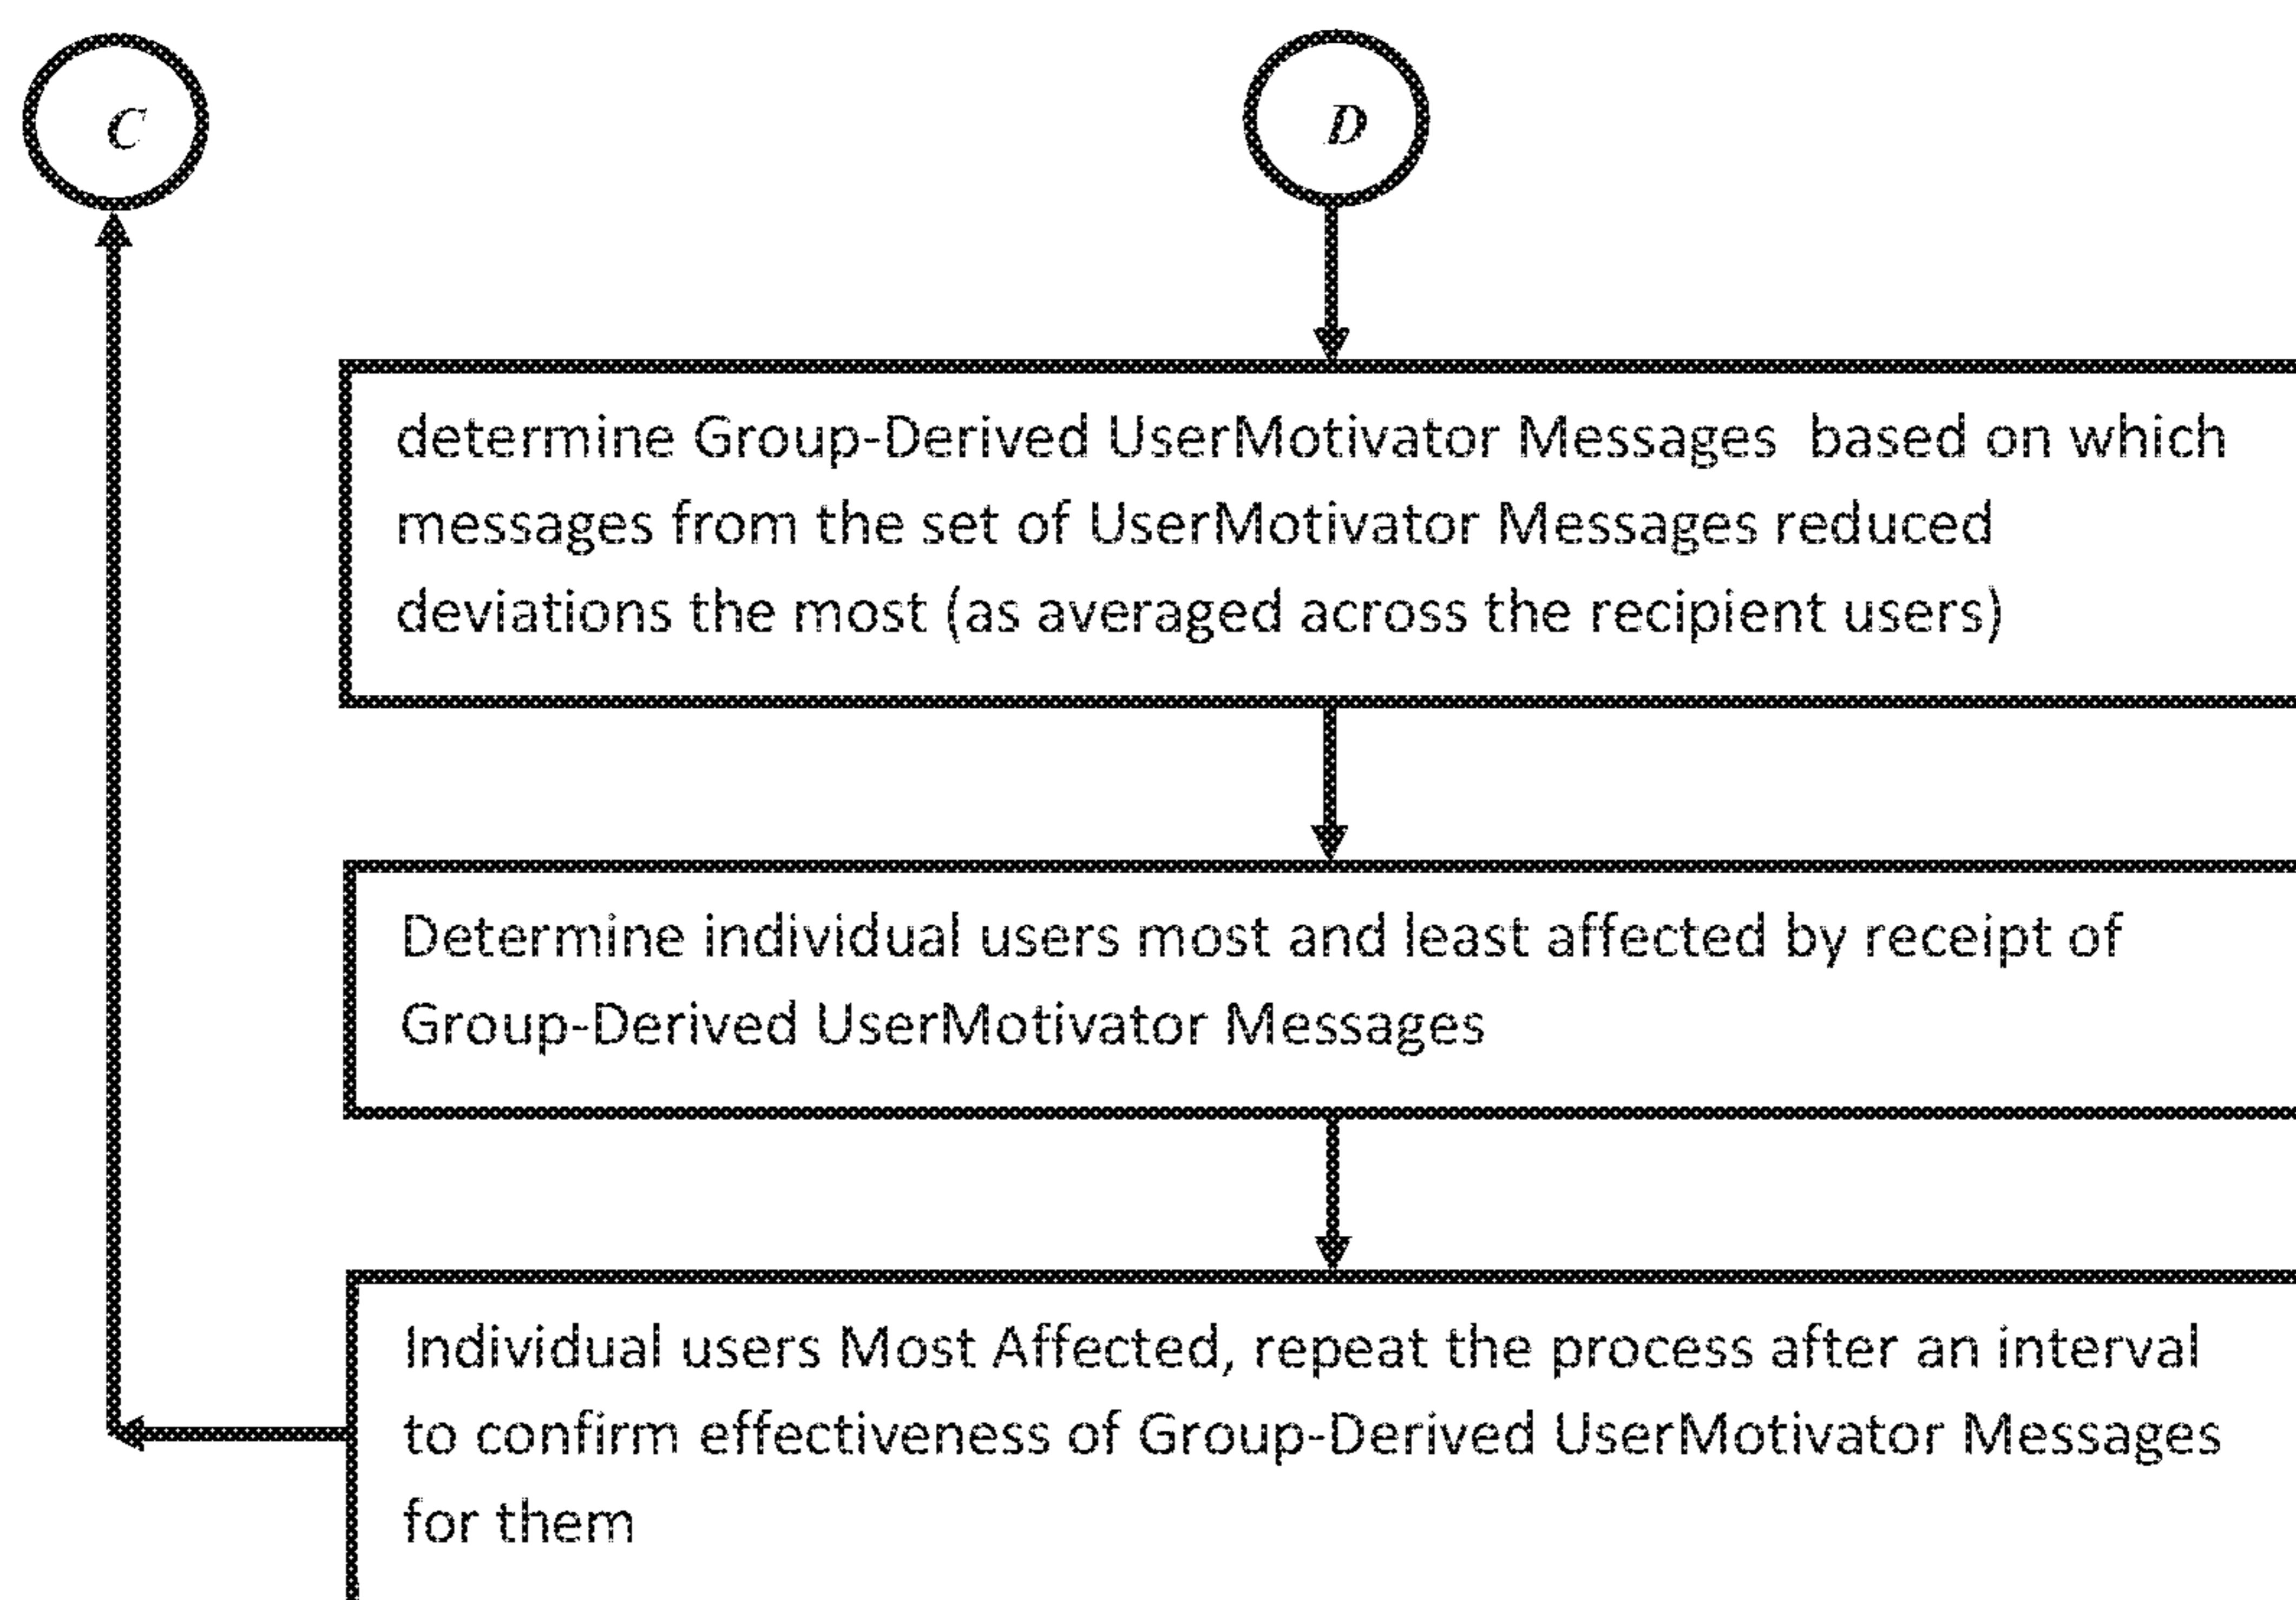 C
D
determine Group-Derived UserMotivator Messages based on which
messages from the set of UserMotivator Messages reduced
deviations the most (as averaged across the recipient users)
Determine individual users most and least affected by receipt of
Group-Derived UserMotivator Messages
Individual users Most Affected, repeat the process after an interval
to confirm effectiveness of Group-Derived UserMotivator Messages
for them